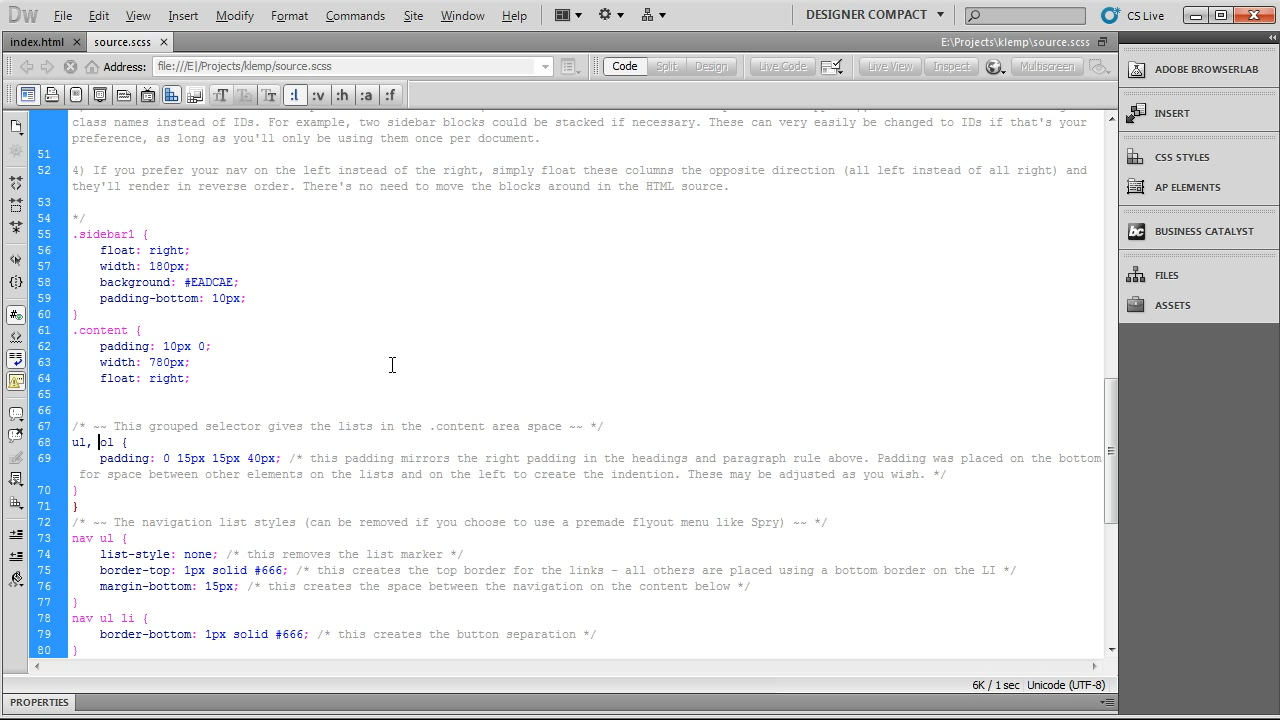 Dw File Edit View Insert Modify Format Commands Site Window Help DESIGNER COMPACT CS Live
index.html source.scss E:\Projects\klemp\source.scss
Address: file:///E|/Projects/klemp/source.scss Code Split Design Live Code Live View Inspect Multiscreen
:l :v :h :a :f
class names instead of IDs. For example, two sidebar blocks could be stacked if necessary. These can very easily be changed to IDs if that's your
preference, as long as you'll only be using them once per document.
51
52 4) If you prefer your nav on the left instead of the right, simply float these columns the opposite direction (all left instead of all right) and
they'll render in reverse order. There's no need to move the blocks around in the HTML source.
53
54 */
55 .sidebar1 {
56 float: right;
57 width: 180px;
58 background: #EADCAE;
59 padding-bottom: 10px;
60 }
61 .content {
62 padding: 10px 0;
63 width: 780px;
64 float: right;
65
66
67 /* ~~ This grouped selector gives the lists in the .content area space ~~ */
68 ul, ol {
69 padding: 0 15px 15px 40px; /* this padding mirrors the right padding in the headings and paragraph rule above. Padding was placed on the bottom
for space between other elements on the lists and on the left to create the indention. These may be adjusted as you wish. */
70 }
71 }
72 /* ~~ The navigation list styles (can be removed if you choose to use a premade flyout menu like Spry) ~~ */
73 nav ul {
74 list-style: none; /* this removes the list marker */
75 border-top: 1px solid #666; /* this creates the top border for the links - all others are placed using a bottom border on the LI */
76 margin-bottom: 15px; /* this creates the space between the navigation on the content below */
77 }
78 nav ul li {
79 border-bottom: 1px solid #666; /* this creates the button separation */
80 }
6K / 1 sec Unicode (UTF-8)
PROPERTIES
ADOBE BROWSERLAB
INSERT
CSS STYLES
AP ELEMENTS
BUSINESS CATALYST
FILES
ASSETS